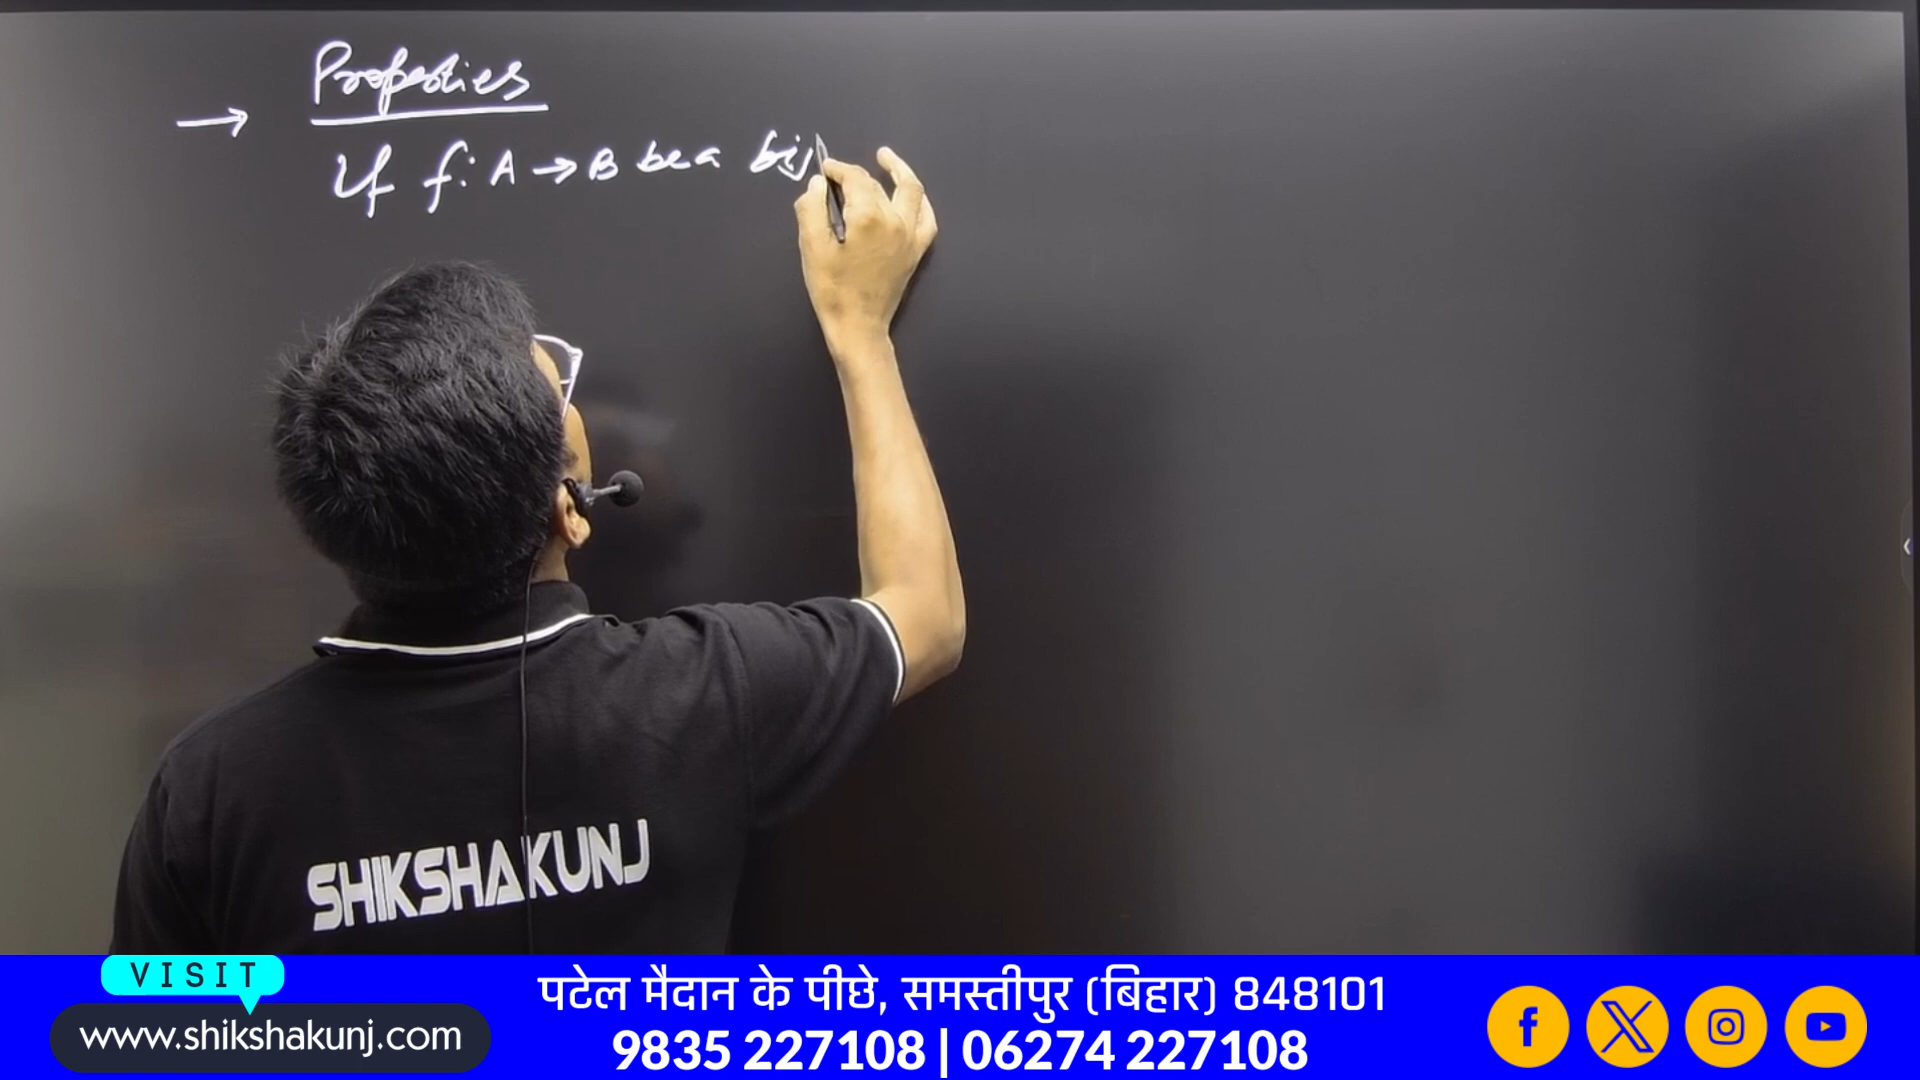 Properties
→ If f: A → B be a bij
SHIKSHAKUNJ
VISIT
www.shikshakunj.com
पटेल मैदान के पीछे, समस्तीपुर (बिहार) 848101
9835 227108 | 06274 227108